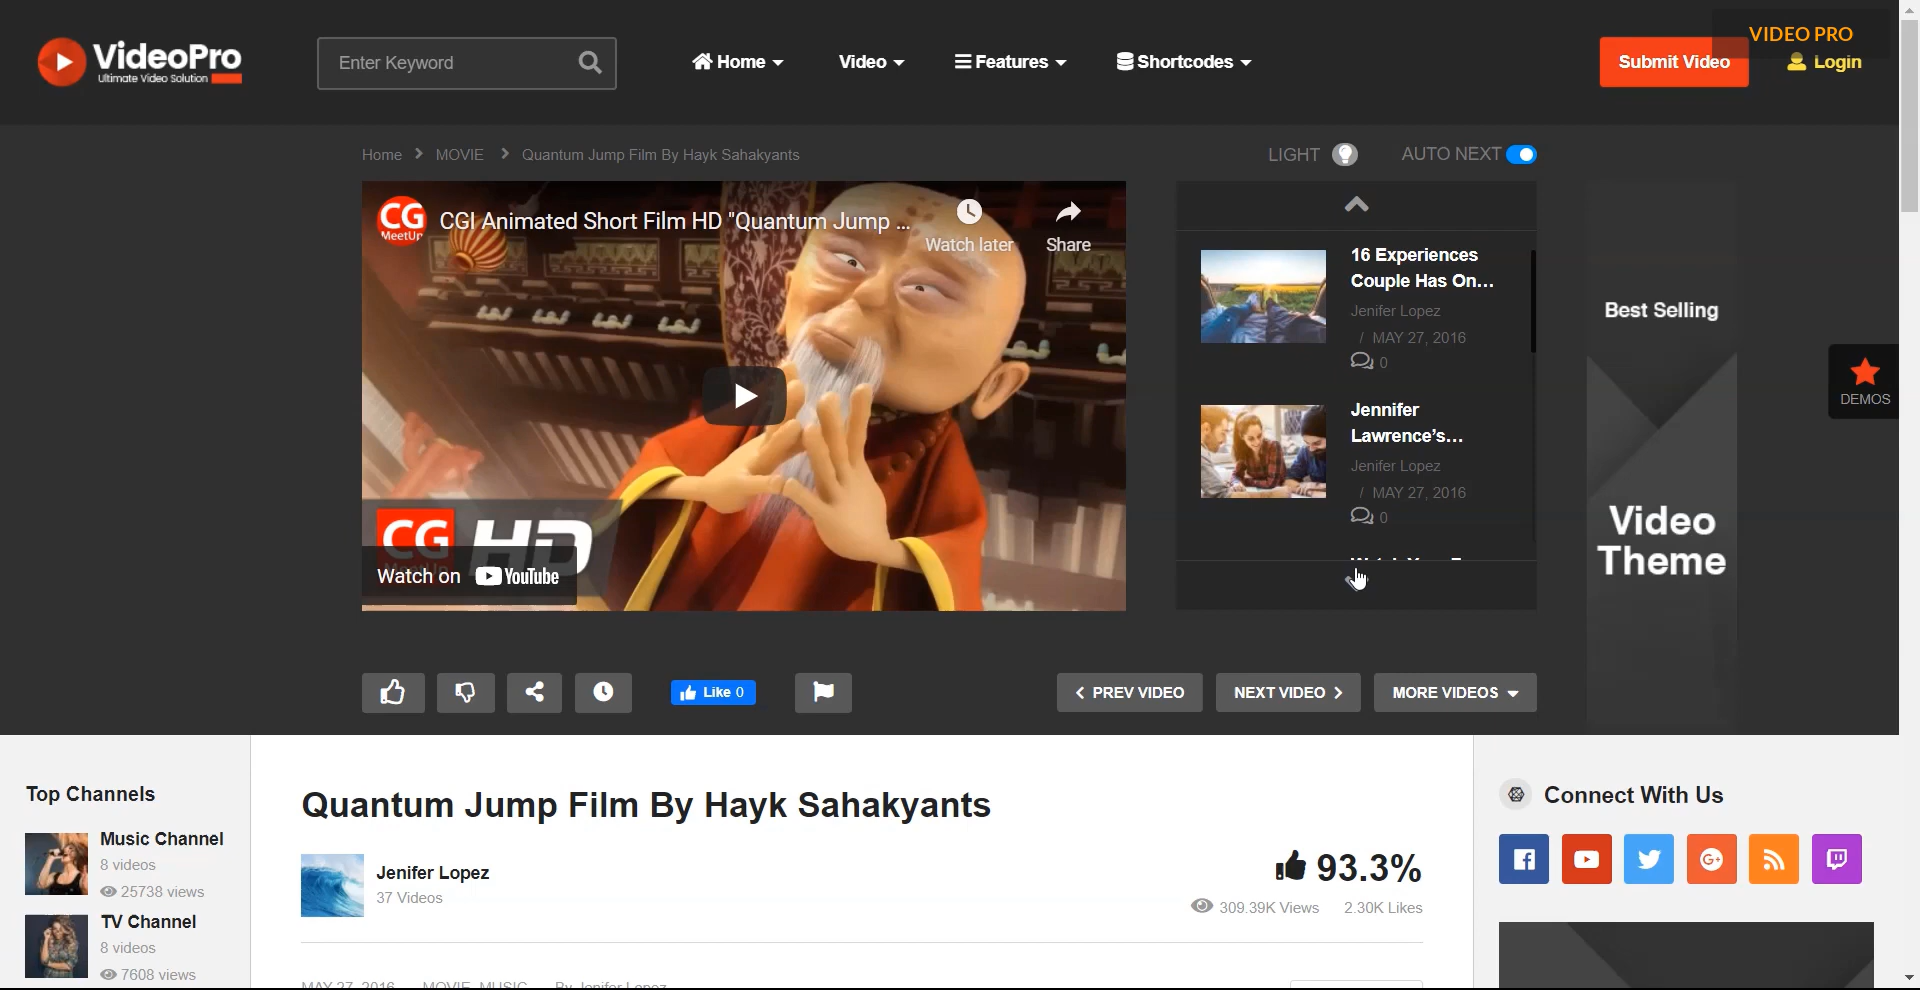 VideoPro
Ultimate Video Solution
Enter Keyword
Home
Video
Features
Shortcodes
Submit Video
VIDEO PRO
Login
Home > MOVIE > Quantum Jump Film By Hayk Sahakyants
LIGHT
AUTO NEXT
CG
MeetUp
CGI Animated Short Film HD "Quantum Jump ...
Watch later
Share
CG HD
Watch on YouTube
16 Experiences
Couple Has On...
Jenifer Lopez
/ MAY 27, 2016
0
Jennifer
Lawrence’s...
Jenifer Lopez
/ MAY 27, 2016
0
Best Selling
Video
Theme
DEMOS
Like 0
PREV VIDEO
NEXT VIDEO
MORE VIDEOS
Top Channels
Music Channel
8 videos
25738 views
TV Channel
8 videos
7608 views
Quantum Jump Film By Hayk Sahakyants
Jenifer Lopez
37 Videos
93.3%
309.39K Views
2.30K Likes
MAY 27, 2016
MOVIE, MUSIC
By Jenifer Lopez
Connect With Us